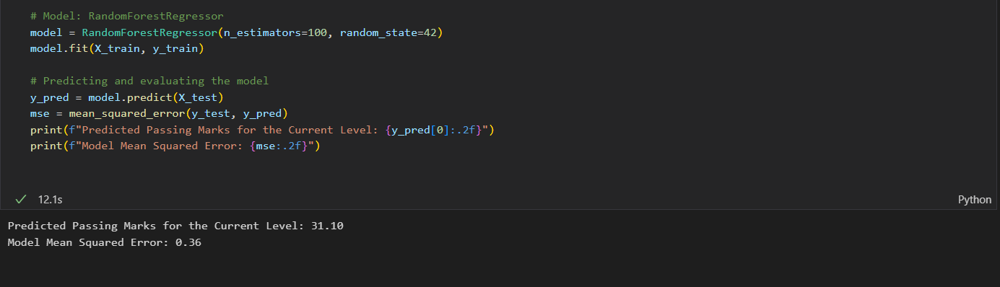 # Model: RandomForestRegressor
model = RandomForestRegressor(n_estimators=100, random_state=42)
model.fit(X_train, y_train)
# Predicting and evaluating the model
y_pred = model.predict(X_test)
mse = mean_squared_error(y_test, y_pred)
print(f"Predicted Passing Marks for the Current Level: {y_pred[0]:.2f}")
print(f"Model Mean Squared Error: {mse:.2f}")
12.1s
Python
Predicted Passing Marks for the Current Level: 31.10
Model Mean Squared Error: 0.36